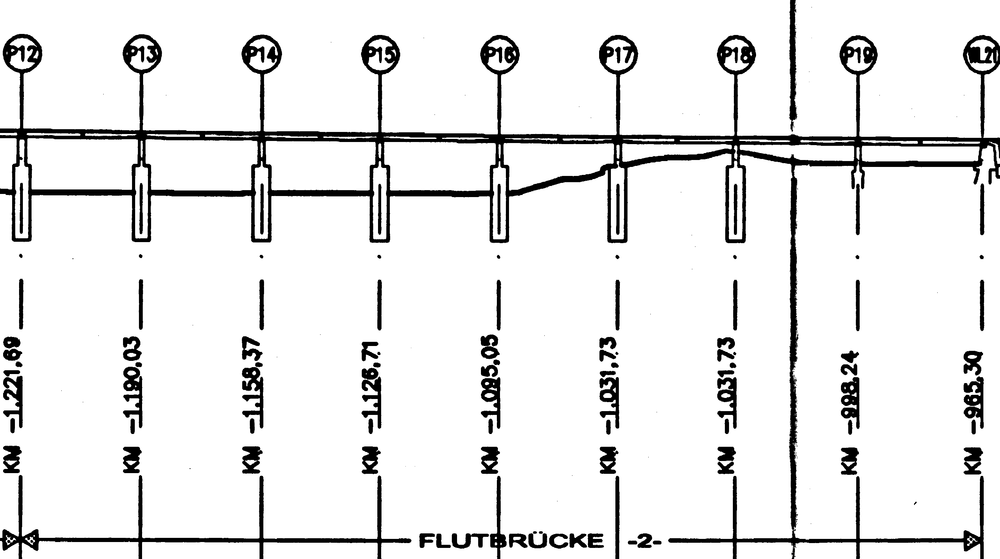 P12 P13 P14 P15 P16 P17 P18 P19
KM -1.221,69
KM -1.190,03
KM -1.158,37
KM -1.126,71
KM -1.095,05
KM -1.031,73
KM -1.031,73
KM -998,24
KM -965,30
FLUTBRÜCKE -2-